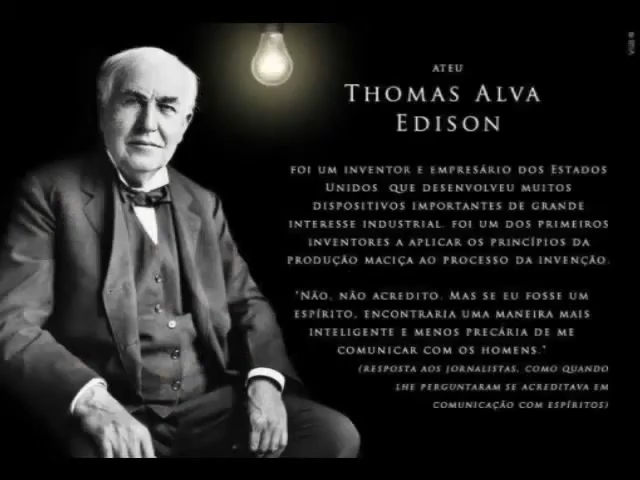 ATEU
THOMAS ALVA
EDISON
FOI UM INVENTOR E EMPRESÁRIO DOS ESTADOS
UNIDOS QUE DESENVOLVEU MUITOS
DISPOSITIVOS IMPORTANTES DE GRANDE
INTERESSE INDUSTRIAL. FOI UM DOS PRIMEIROS
INVENTORES A APLICAR OS PRINCÍPIOS DA
PRODUÇÃO MACIÇA AO PROCESSO DA INVENÇÃO.
"NÃO, NÃO ACREDITO. MAS SE EU FOSSE UM
ESPÍRITO, ENCONTRARIA UMA MANEIRA MAIS
INTELIGENTE E MENOS PRECÁRIA DE ME
COMUNICAR COM OS HOMENS."
(RESPOSTA AOS JORNALISTAS, COMO QUANDO
LHE PERGUNTARAM SE ACREDITAVA EM
COMUNICAÇÃO COM ESPÍRITOS)